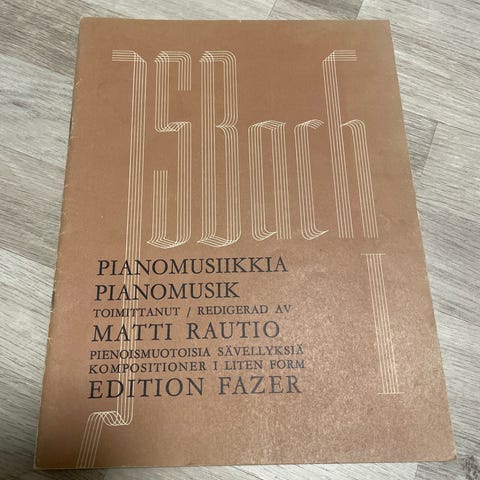 JSBach
PIANOMUSIIKKIA
PIANOMUSIK
TOIMITTANUT / REDIGERAD AV
MATTI RAUTIO
PIENOISMUOTOISIA SÄVELLYKSIÄ
KOMPOSITIONER I LITEN FORM
EDITION FAZER
I